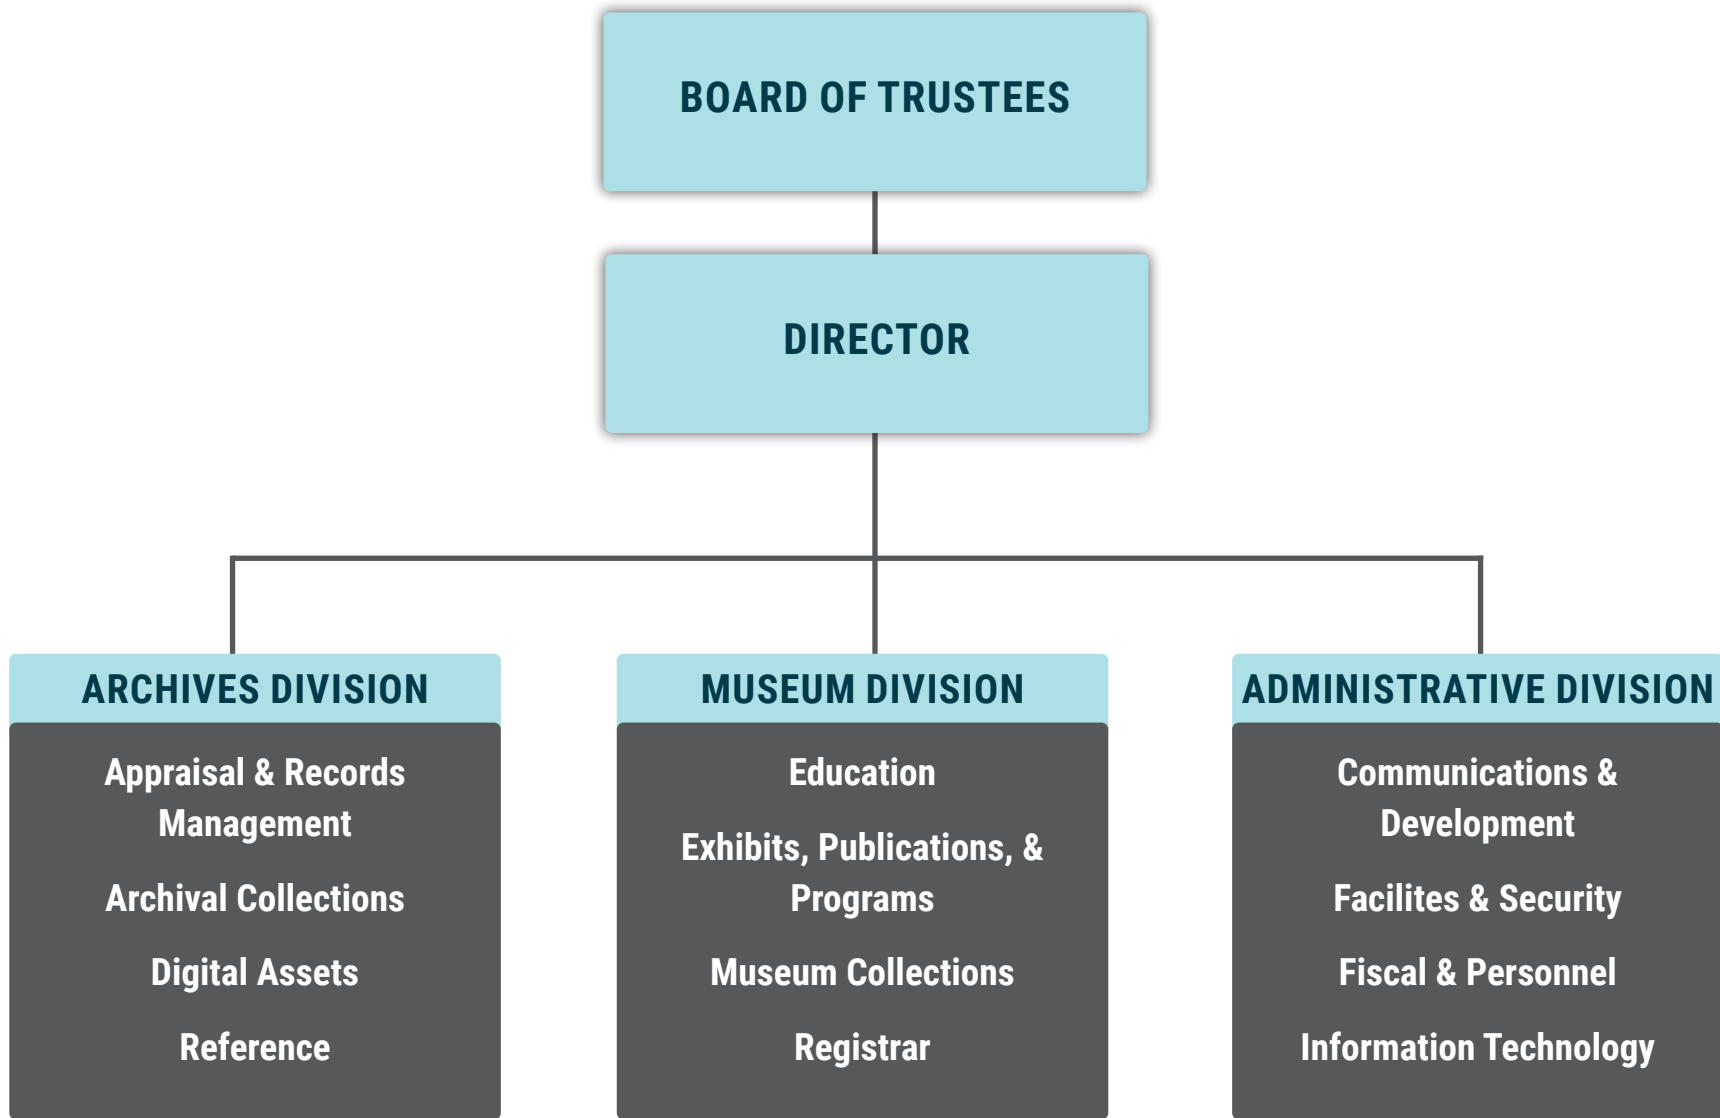 BOARD OF TRUSTEES
DIRECTOR
ARCHIVES DIVISION
Appraisal & Records
Management
Archival Collections
Digital Assets
Reference
MUSEUM DIVISION
Education
Exhibits, Publications, &
Programs
Museum Collections
Registrar
ADMINISTRATIVE DIVISION
Communications &
Development
Facilites & Security
Fiscal & Personnel
Information Technology